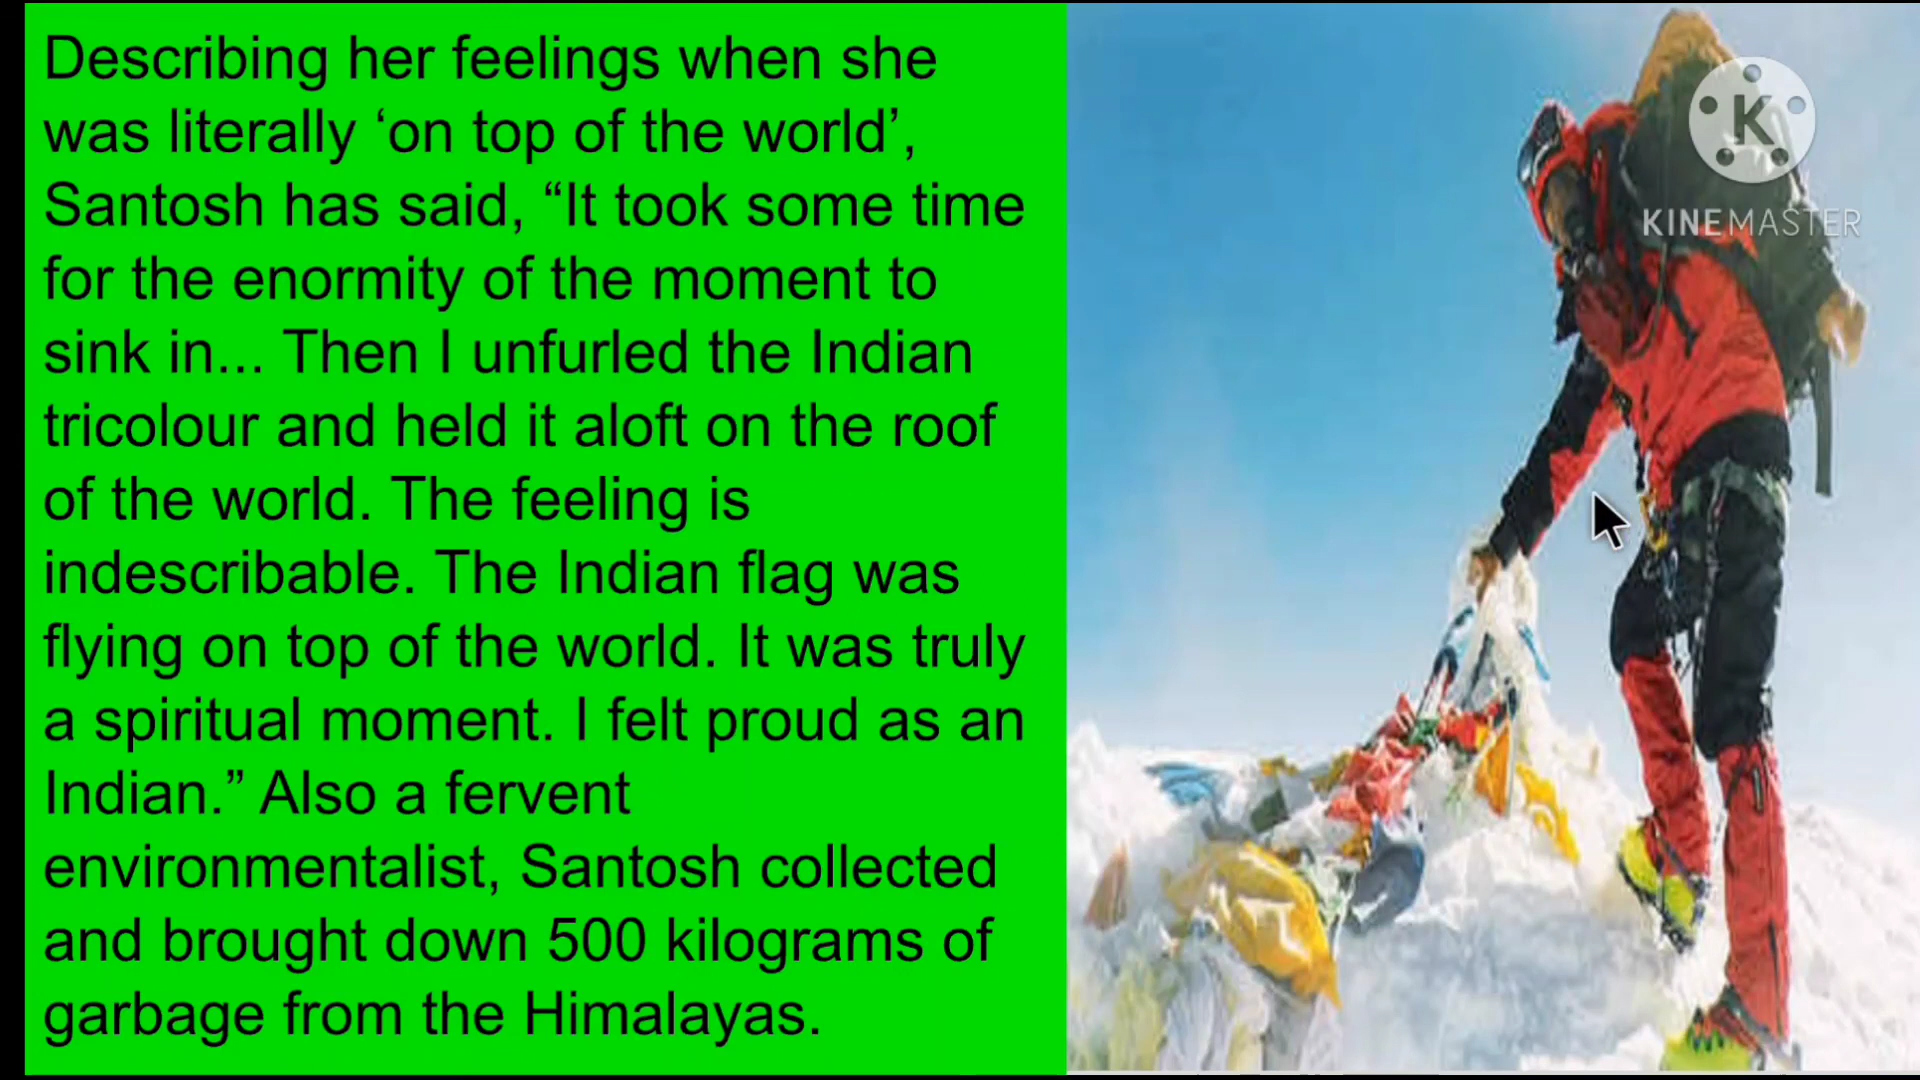 Describing her feelings when she
was literally ‘on top of the world’,
Santosh has said, “It took some time
for the enormity of the moment to
sink in... Then I unfurled the Indian
tricolour and held it aloft on the roof
of the world. The feeling is
indescribable. The Indian flag was
flying on top of the world. It was truly
a spiritual moment. I felt proud as an
Indian.” Also a fervent
environmentalist, Santosh collected
and brought down 500 kilograms of
garbage from the Himalayas.
K
KINEMASTER